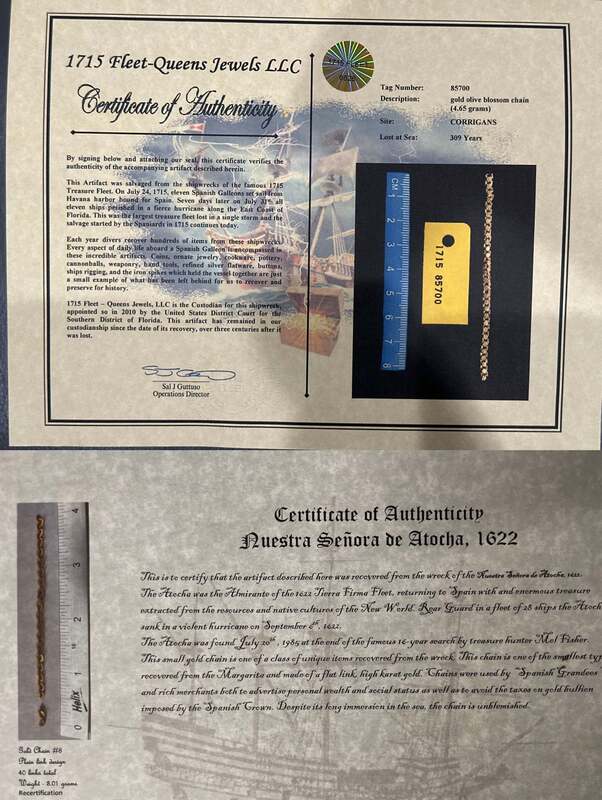 1715 Fleet-Queens Jewels LLC
Certificate of Authenticity
By signing below and attaching our seal, this certificate verifies the
authenticity of the accompanying artifact described herein.
This Artifact was salvaged from the shipwrecks of the famous 1715
Treasure Fleet. On July 24, 1715, eleven Spanish Galleons set sail from
Havana harbor bound for Spain. Seven days later on July 31st all
eleven ships perished in a fierce hurricane along the East Coast of
Florida. This was the largest treasure fleet lost in a single storm and the
salvage started by the Spaniards in 1715 continues today.
Each year divers recover hundreds of items from these shipwrecks.
Every aspect of daily life aboard a Spanish Galleon is encompassed in
these incredible artifacts. Coins, ornate jewelry, cookware, pottery,
cannonballs, weaponry, hand tools, refined silver flatware, buttons,
ships rigging, and the iron spikes which held the vessel together are just
a small example of what has been left behind for us to recover and
preserve for history.
1715 Fleet – Queens Jewels, LLC is the Custodian for this shipwreck,
appointed so in 2010 by the United States District Court for the
Southern District of Florida. This artifact has remained in our
custodianship since the date of its recovery, over three centuries after it
was lost.
Sal J Guttuso
Operations Director
1715 FLEET
Tag Number: 85700
Description: gold olive blossom chain
(4.65 grams)
Site: CORRIGANS
Lost at Sea: 309 Years
CM 1 2 3 4 5 6 7 8
1715 85700
Certificate of Authenticity
Nuestra Señora de Atocha, 1622
This is to certify that the artifact described here was recovered from the wreck of the Nuestra Señora de Atocha, 1622.
The Atocha was the Almirante of the 1622 Tierra Firma Fleet, returning to Spain with and enormous treasure
extracted from the resources and native cultures of the New World. Rear Guard in a fleet of 28 ships the Atoch
sank in a violent hurricane on September 6th, 1622.
The Atocha was found July 20th, 1985 at the end of the famous 16-year search by treasure hunter Mel Fisher.
This small gold chain is one of a class of unique items recovered from the wreck. This chain is one of the smallest typ
recovered from the Margarita and made of a flat link, high karat gold. Chains were used by Spanish Grandees
and rich merchants both to advertise personal wealth and social status as well as to avoid the taxes on gold bullion
imposed by the Spanish Crown. Despite its long immersion in the sea, the chain is unblemished.
4
3
2
1
0
Helix
Gold Chain #8
Plain link design
40 links total
Weight - 8.01 grams
Recertification